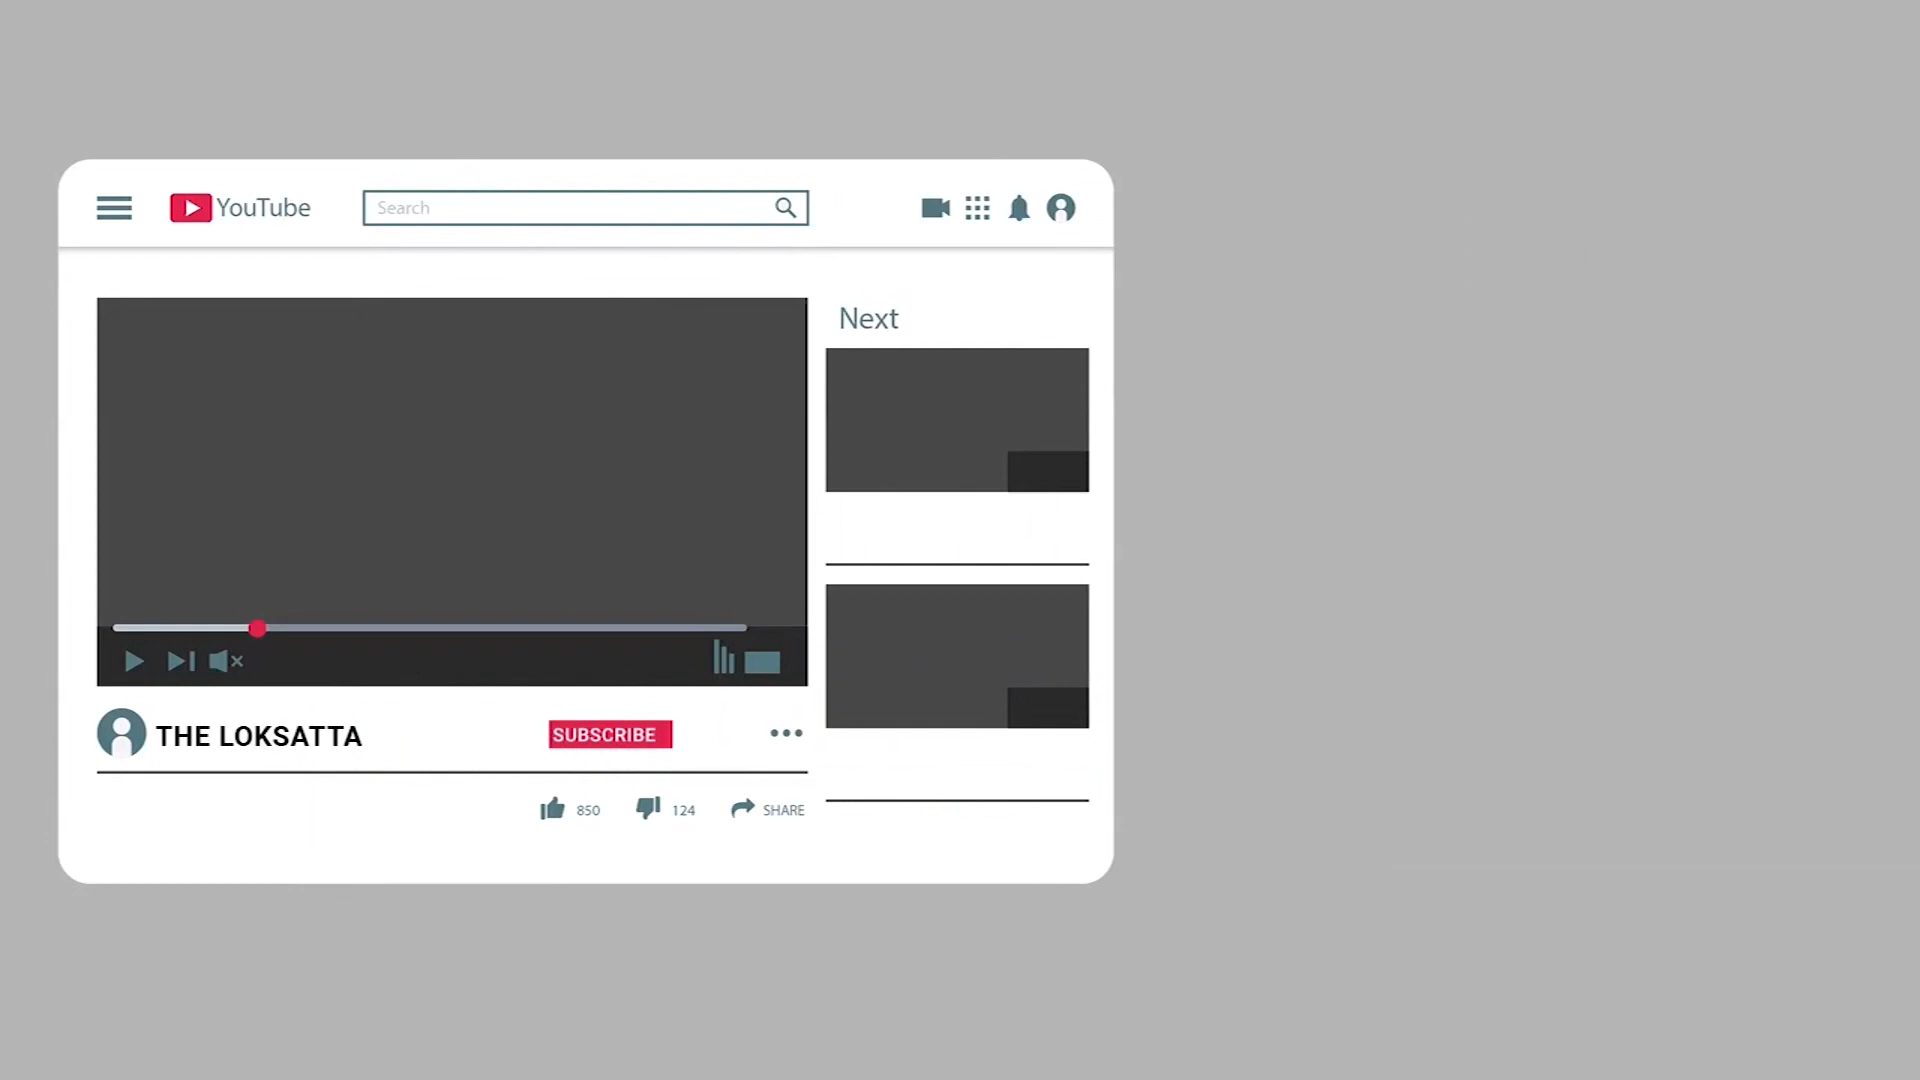 YouTube
Search
Next
THE LOKSATTA
SUBSCRIBE
850
124
SHARE